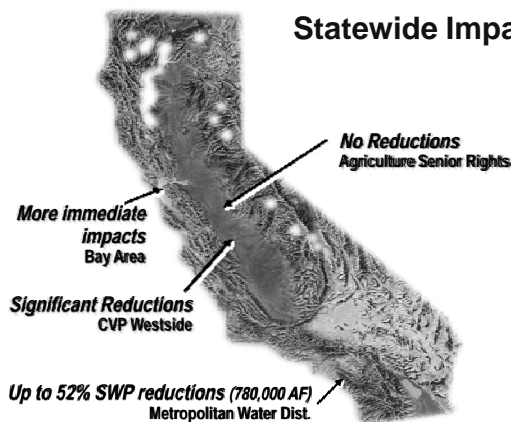 Statewide Impa
No Reductions
Agriculture Senior Rights
More immediate
impacts
Bay Area
Significant Reductions
CVP Westside
Up to 52% SWP reductions (780,000 AF)
Metropolitan Water Dist.